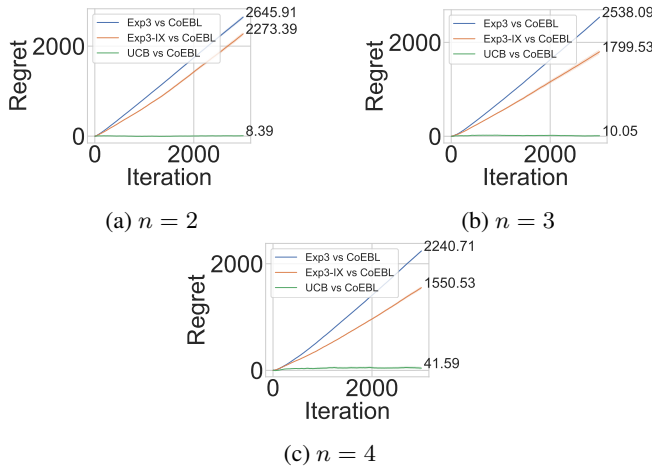 2645.91
Exp3 vs CoEBL
2273.39
Exp3-IX vs CoEBL
UCB vs CoEBL
2000
Regret
8.39
0
0
2000
Iteration
(a) n = 2
2538.09
Exp3 vs CoEBL
Exp3-IX vs CoEBL
1799.53
UCB vs CoEBL
2000
Regret
10.05
0
0
2000
Iteration
(b) n = 3
2240.71
Exp3 vs CoEBL
Exp3-IX vs CoEBL
1550.53
UCB vs CoEBL
2000
Regret
41.59
0
0
2000
Iteration
(c) n = 4